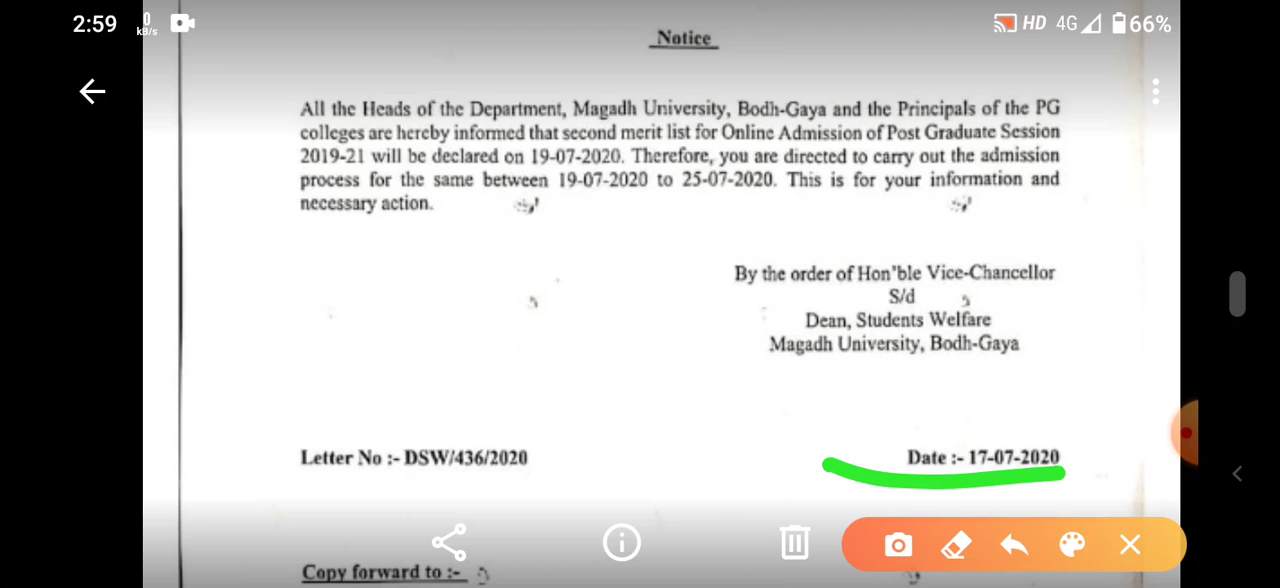 2:59 0 kB/s HD 4G 66%
Notice
All the Heads of the Department, Magadh University, Bodh-Gaya and the Principals of the PG
colleges are hereby informed that second merit list for Online Admission of Post Graduate Session
2019-21 will be declared on 19-07-2020. Therefore, you are directed to carry out the admission
process for the same between 19-07-2020 to 25-07-2020. This is for your information and
necessary action.
By the order of Hon'ble Vice-Chancellor
S/d
Dean, Students Welfare
Magadh University, Bodh-Gaya
Letter No :- DSW/436/2020 Date :- 17-07-2020
Copy forward to :-